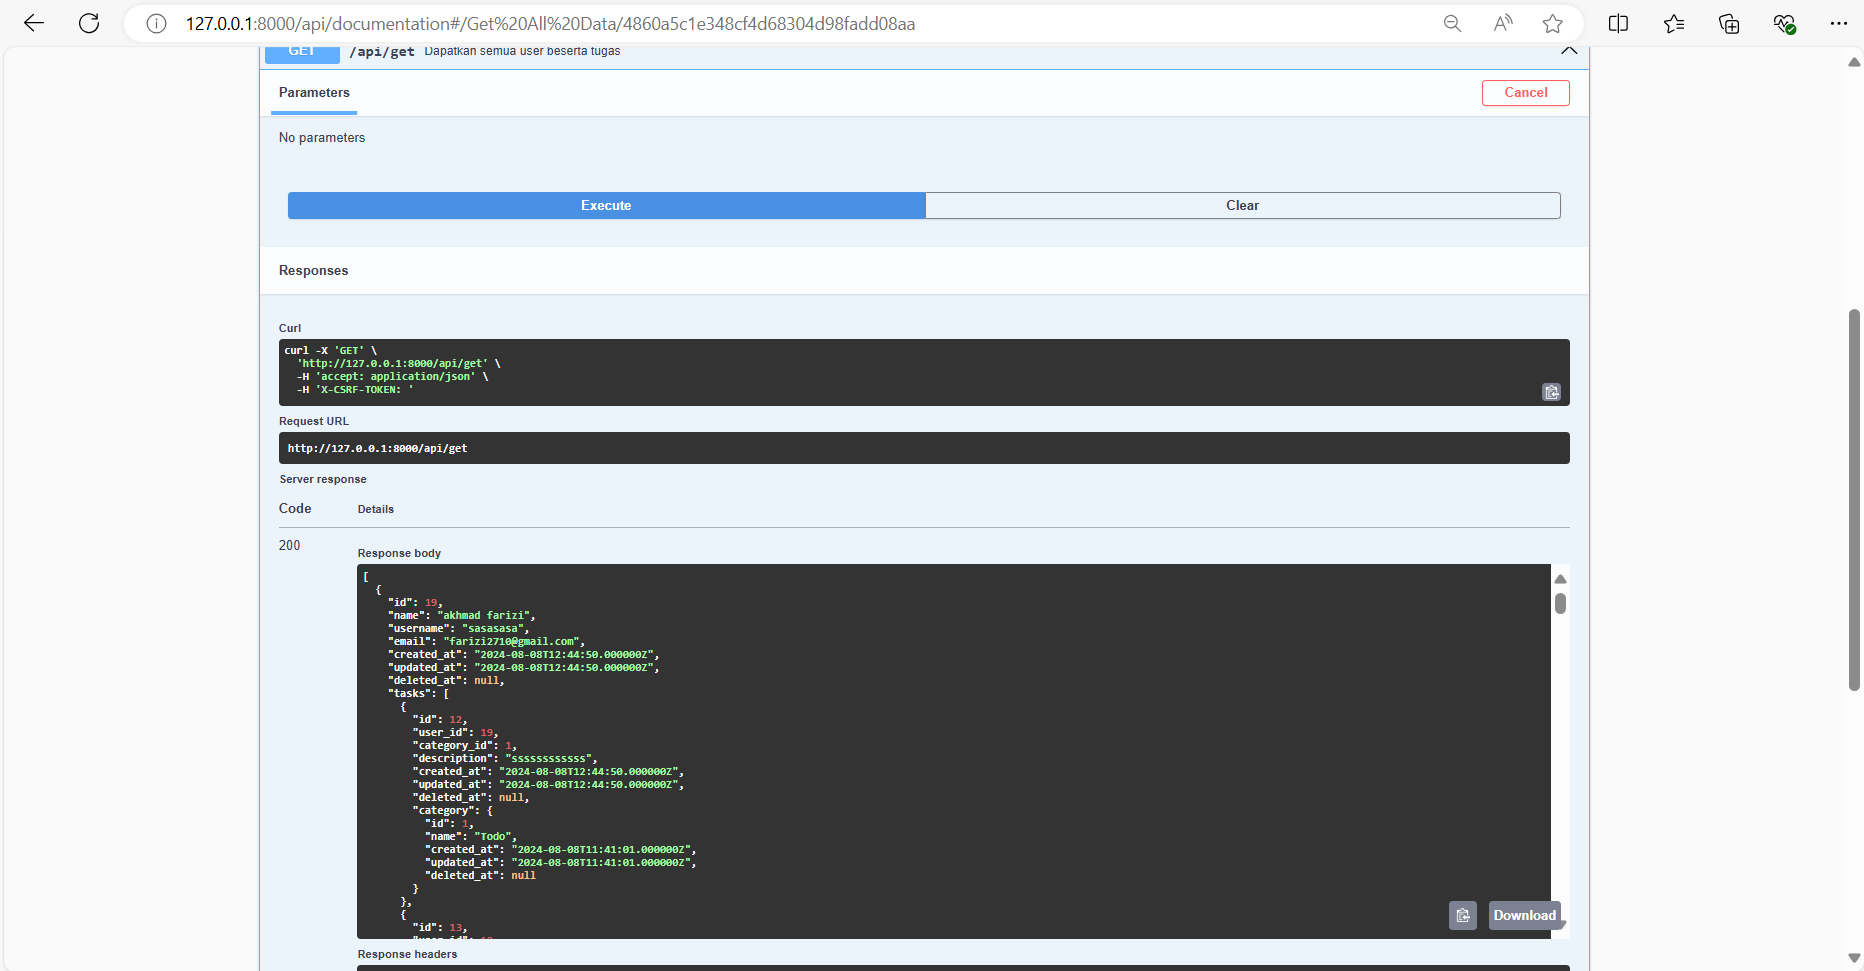 127.0.0.1:8000/api/documentation#/Get%20All%20Data/4860a5c1e348cf4d68304d98fadd08aa
GET /api/get Dapatkan semua user beserta tugas
Parameters
Cancel
No parameters
Execute
Clear
Responses
Curl
curl -X 'GET' \
'http://127.0.0.1:8000/api/get' \
-H 'accept: application/json' \
-H 'X-CSRF-TOKEN: '
Request URL
http://127.0.0.1:8000/api/get
Server response
Code Details
200
Response body
[
{
"id": 19,
"name": "akhmad farizi",
"username": "sasasasa",
"email": "farizi2710@gmail.com",
"created_at": "2024-08-08T12:44:50.000000Z",
"updated_at": "2024-08-08T12:44:50.000000Z",
"deleted_at": null,
"tasks": [
{
"id": 12,
"user_id": 19,
"category_id": 1,
"description": "ssssssssssss",
"created_at": "2024-08-08T12:44:50.000000Z",
"updated_at": "2024-08-08T12:44:50.000000Z",
"deleted_at": null,
"category": {
"id": 1,
"name": "Todo",
"created_at": "2024-08-08T11:41:01.000000Z",
"updated_at": "2024-08-08T11:41:01.000000Z",
"deleted_at": null
}
},
{
"id": 13,
Download
Response headers